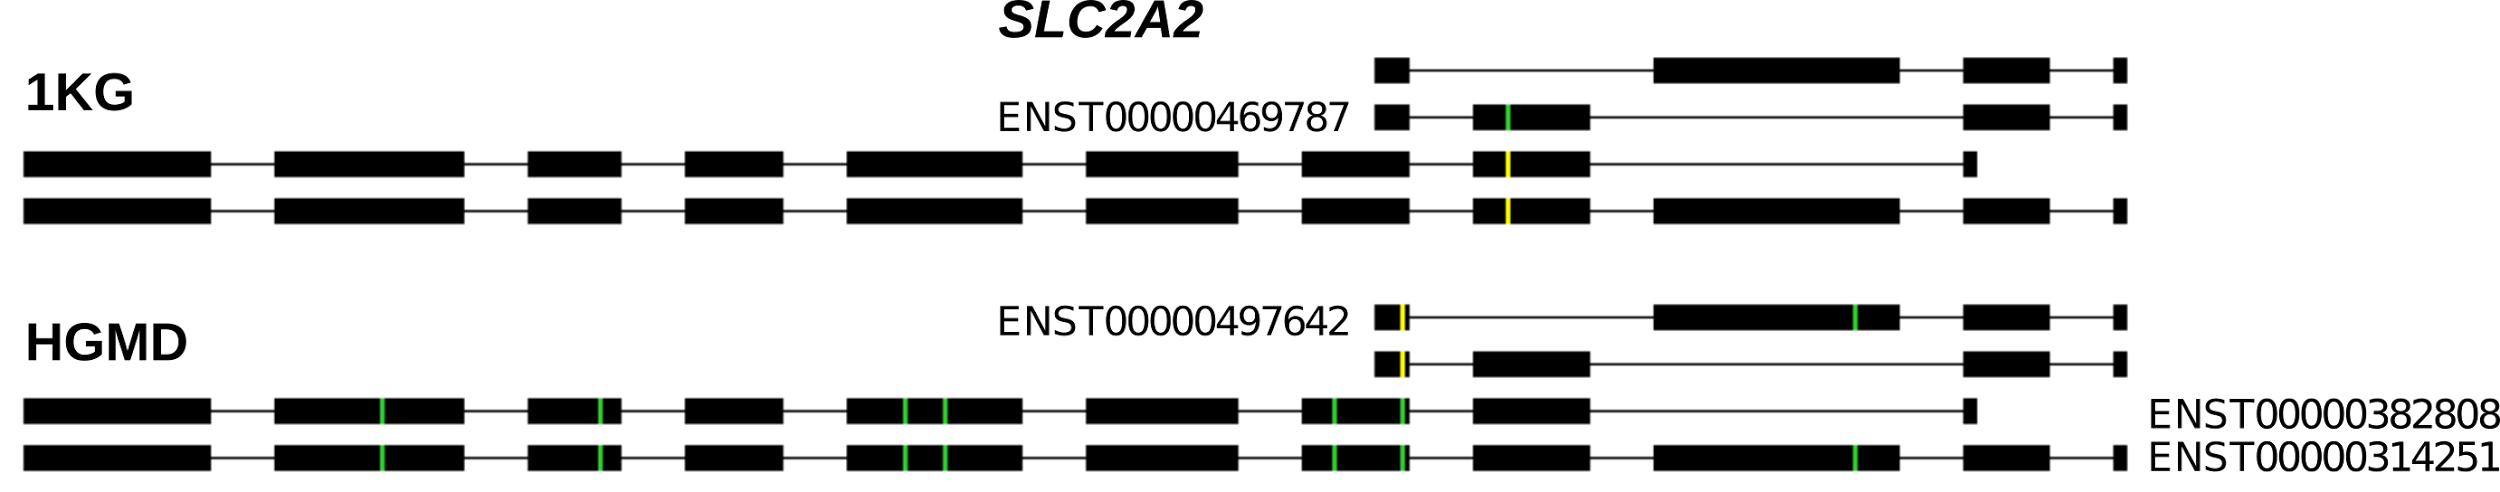 SLC2A2
1KG
ENST00000469787
ENST00000497642
HGMD
ENST00000382808
ENST00000314251